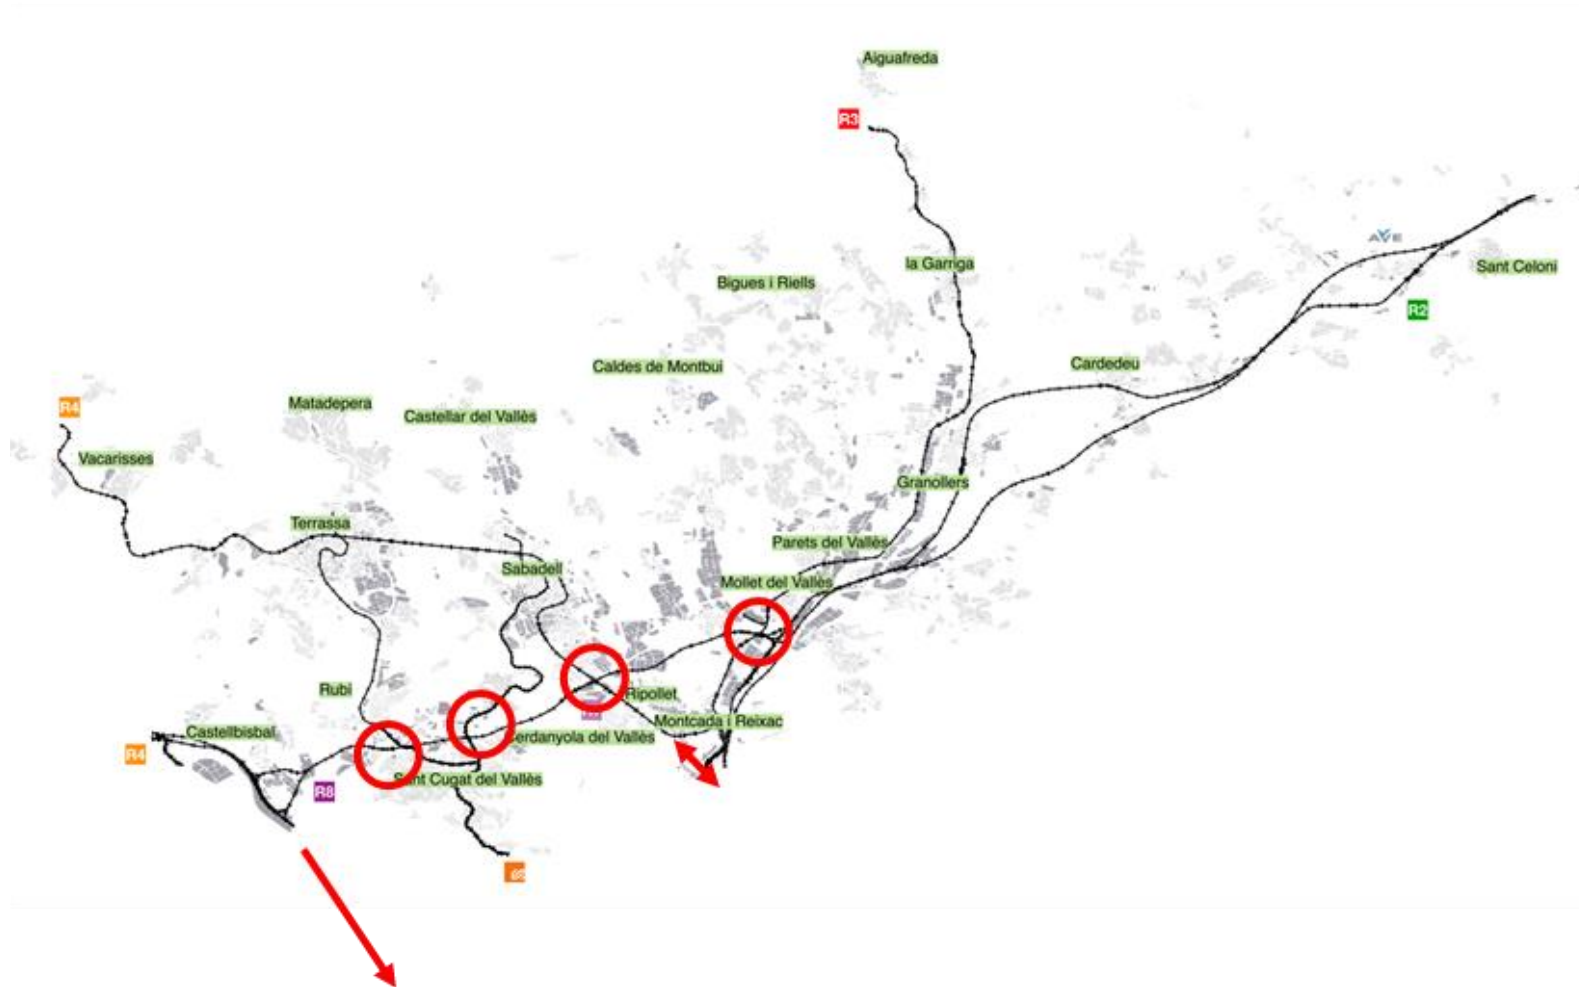 Aiguafreda
R3
la Garriga
AVE
Sant Celoni
Bigues i Riells
R2
Caldes de Montbui
Cardedeu
R4
Matadepera
Castellar del Vallès
Vacarisses
Granollers
Terrassa
Parets del Vallès
Sabadell
Mollet del Vallès
Rubí
Ripollet
Montcada i Reixac
Castellbisbal
Cerdanyola del Vallès
R4
Sant Cugat del Vallès
R8